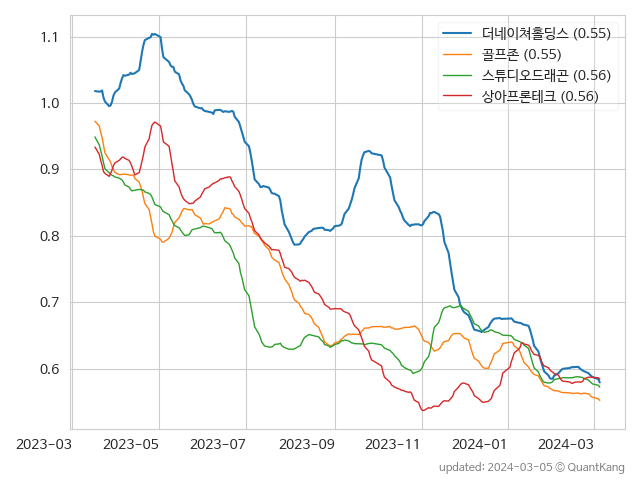 더네이쳐홀딩스 (0.55)
골프존 (0.55)
스튜디오드래곤 (0.56)
상아프론테크 (0.56)
1.1
1.0
0.9
0.8
0.7
0.6
2023-03 2023-05 2023-07 2023-09 2023-11 2024-01 2024-03
updated: 2024-03-05 © QuantKang